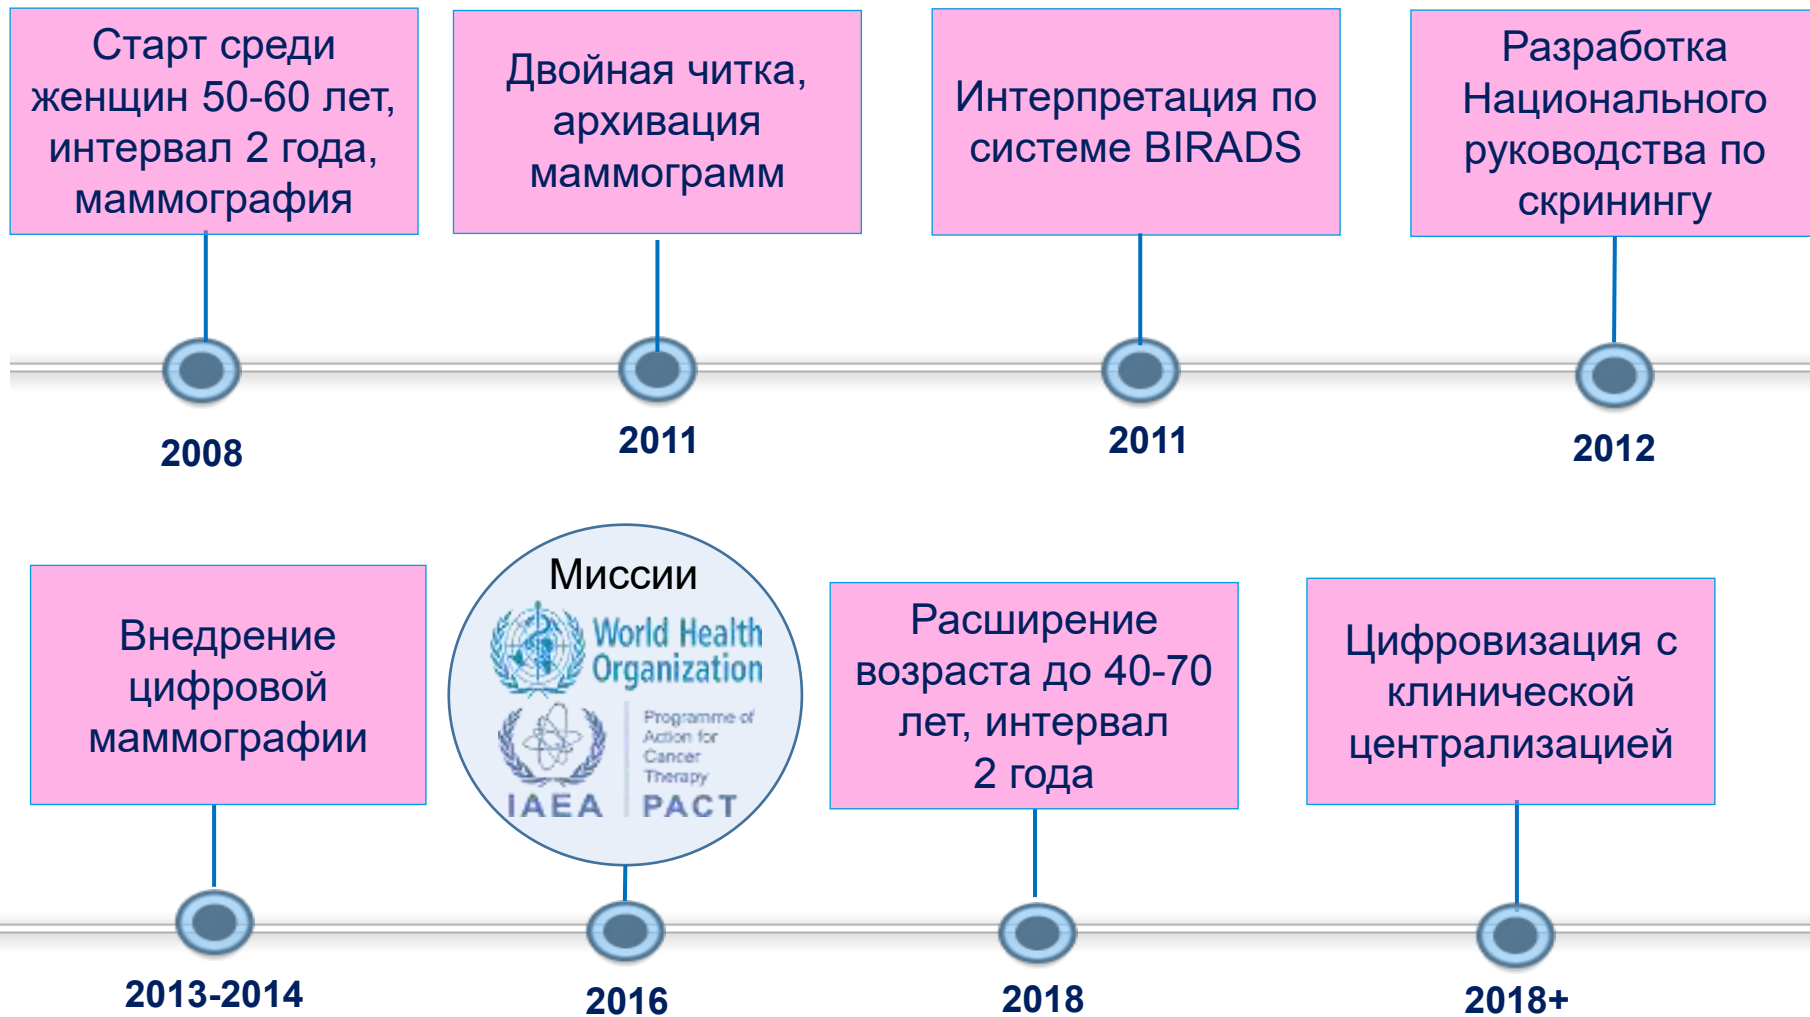 Старт среди
женщин 50-60 лет,
интервал 2 года,
маммография
2008
Двойная читка,
архивация
маммограмм
2011
Интерпретация по
системе BIRADS
2011
Разработка
Национального
руководства по
скринингу
2012
Внедрение
цифровой
маммографии
2013-2014
Миссии
World Health
Organization
IAEA
Programme of
Action for
Cancer
Therapy
PACT
2016
Расширение
возраста до 40-70
лет, интервал
2 года
2018
Цифровизация с
клинической
централизацией
2018+